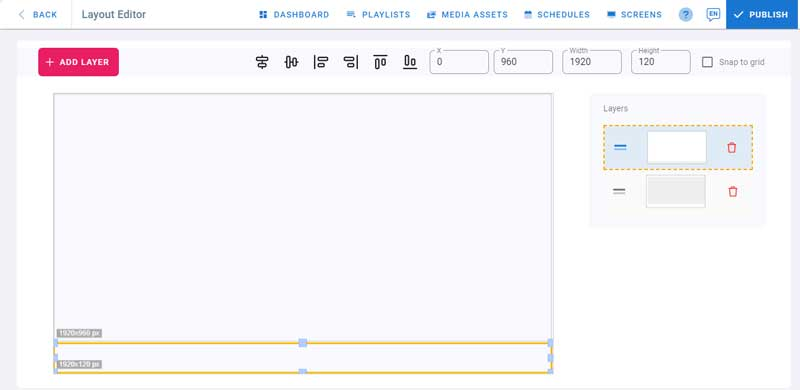 BACK
Layout Editor
DASHBOARD
PLAYLISTS
MEDIA ASSETS
SCHEDULES
SCREENS
?
EN
PUBLISH
+ ADD LAYER
X
0
Y
960
Width
1920
Height
120
Snap to grid
Layers
1920x960 px
1920x120 px